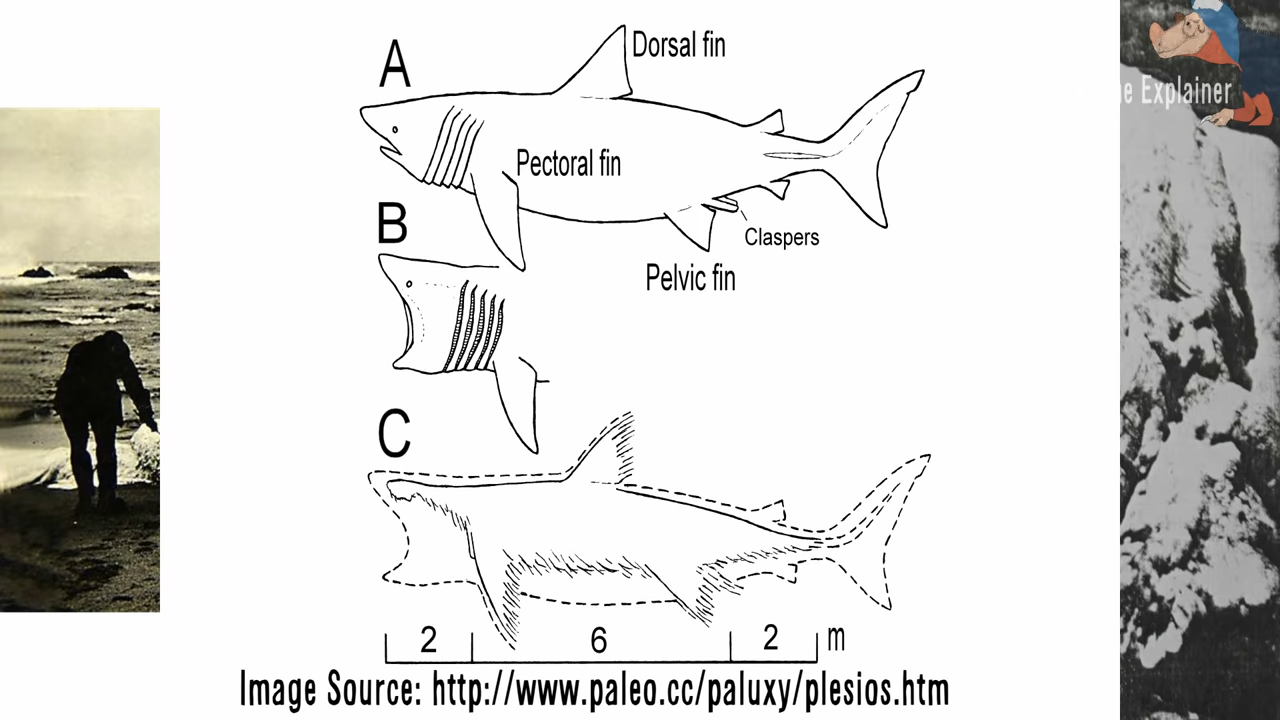 A
Dorsal fin
Pectoral fin
Claspers
Pelvic fin
B
C
2 6 2 m
Image Source: http://www.paleo.cc/paluxy/plesios.htm
Explainer